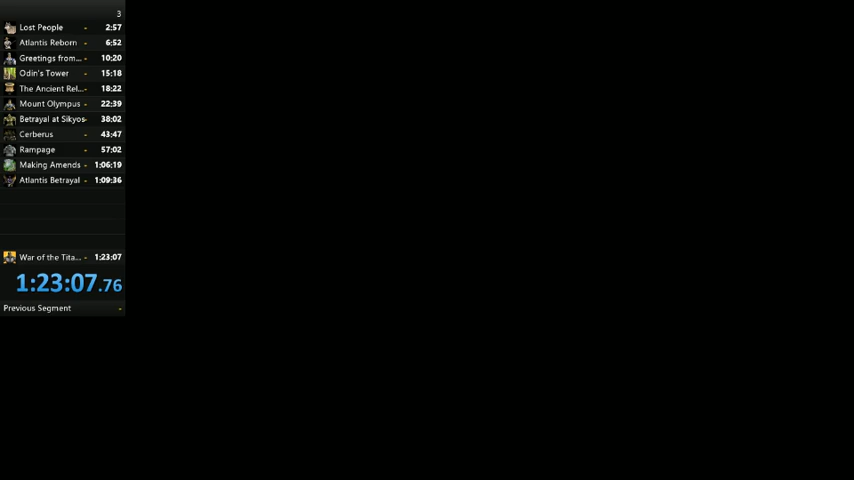 3
Lost People - 2:57
Atlantis Reborn - 6:52
Greetings from... - 10:20
Odin's Tower - 15:18
The Ancient Rel... - 18:22
Mount Olympus - 22:39
Betrayal at Sikyos - 38:02
Cerberus - 43:47
Rampage - 57:02
Making Amends - 1:06:19
Atlantis Betrayal - 1:09:36
War of the Tita... - 1:23:07
1:23:07.76
Previous Segment -